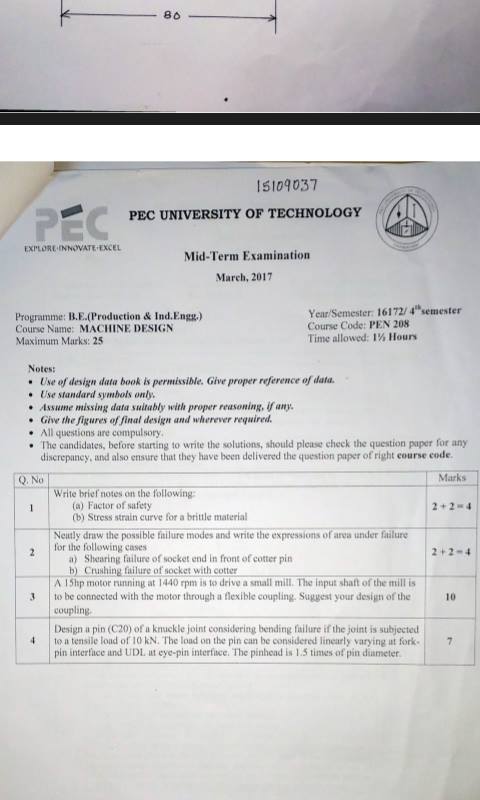 80
15109037
PEC
EXPLORE·INNOVATE·EXCEL
PEC UNIVERSITY OF TECHNOLOGY
Mid-Term Examination
March, 2017
Programme: B.E.(Production & Ind.Engg.)
Year/Semester: 16172/ 4th semester
Course Name: MACHINE DESIGN
Course Code: PEN 208
Maximum Marks: 25
Time allowed: 1½ Hours
Notes:
• Use of design data book is permissible. Give proper reference of data.
• Use standard symbols only.
• Assume missing data suitably with proper reasoning, if any.
• Give the figures of final design and wherever required.
• All questions are compulsory.
• The candidates, before starting to write the solutions, should please check the question paper for any
discrepancy, and also ensure that they have been delivered the question paper of right course code.
Q. No Marks
1 Write brief notes on the following:
(a) Factor of safety
(b) Stress strain curve for a brittle material
2 + 2 = 4
2 Neatly draw the possible failure modes and write the expressions of area under failure
for the following cases
a) Shearing failure of socket end in front of cotter pin
b) Crushing failure of socket with cotter
2 + 2 = 4
3 A 15hp motor running at 1440 rpm is to drive a small mill. The input shaft of the mill is
to be connected with the motor through a flexible coupling. Suggest your design of the
coupling.
10
4 Design a pin (C20) of a knuckle joint considering bending failure if the joint is subjected
to a tensile load of 10 kN. The load on the pin can be considered linearly varying at fork-
pin interface and UDL at eye-pin interface. The pinhead is 1.5 times of pin diameter.
7